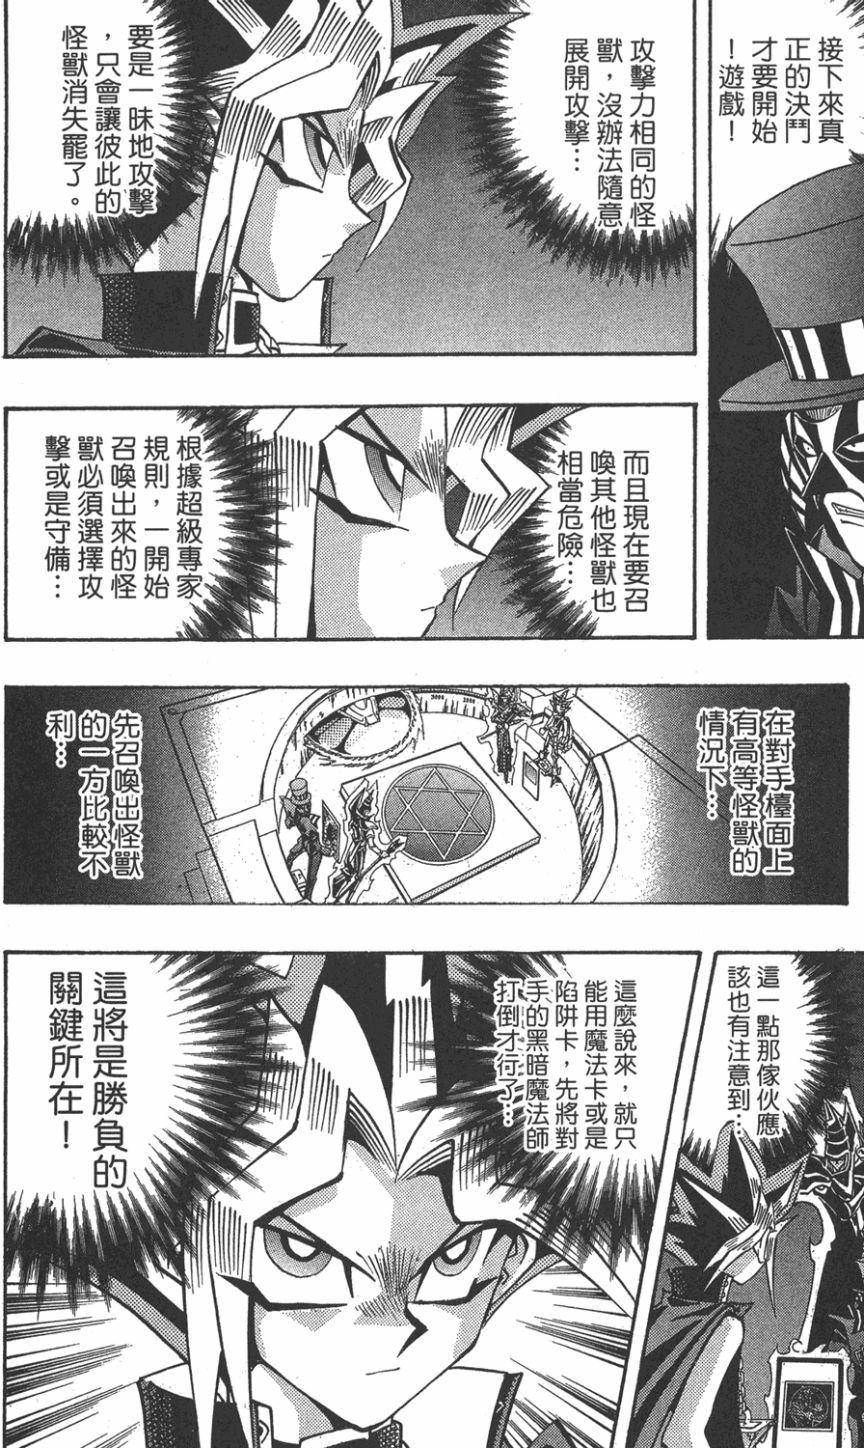 接下來真
正的決鬥
才要開始
！遊戲！
攻擊力相同的怪
獸，沒辦法隨意
展開攻擊…
要是一昧地攻擊
，只會讓彼此的
怪獸消失罷了。
而且現在要召
喚其他怪獸也
相當危險…
根據超級專家
規則，一開始
召喚出來的怪
獸必須選擇攻
擊或是守備…
在對手檯面上
有高等怪獸的
情況下…
先召喚出怪獸
的一方比較不
利…
這一點那傢伙應
該也有注意到…
這麼說來，就只
能用魔法卡或是
陷阱卡，先將對
手的黑暗魔法師
打倒才行了…
這將是勝負的
關鍵所在！